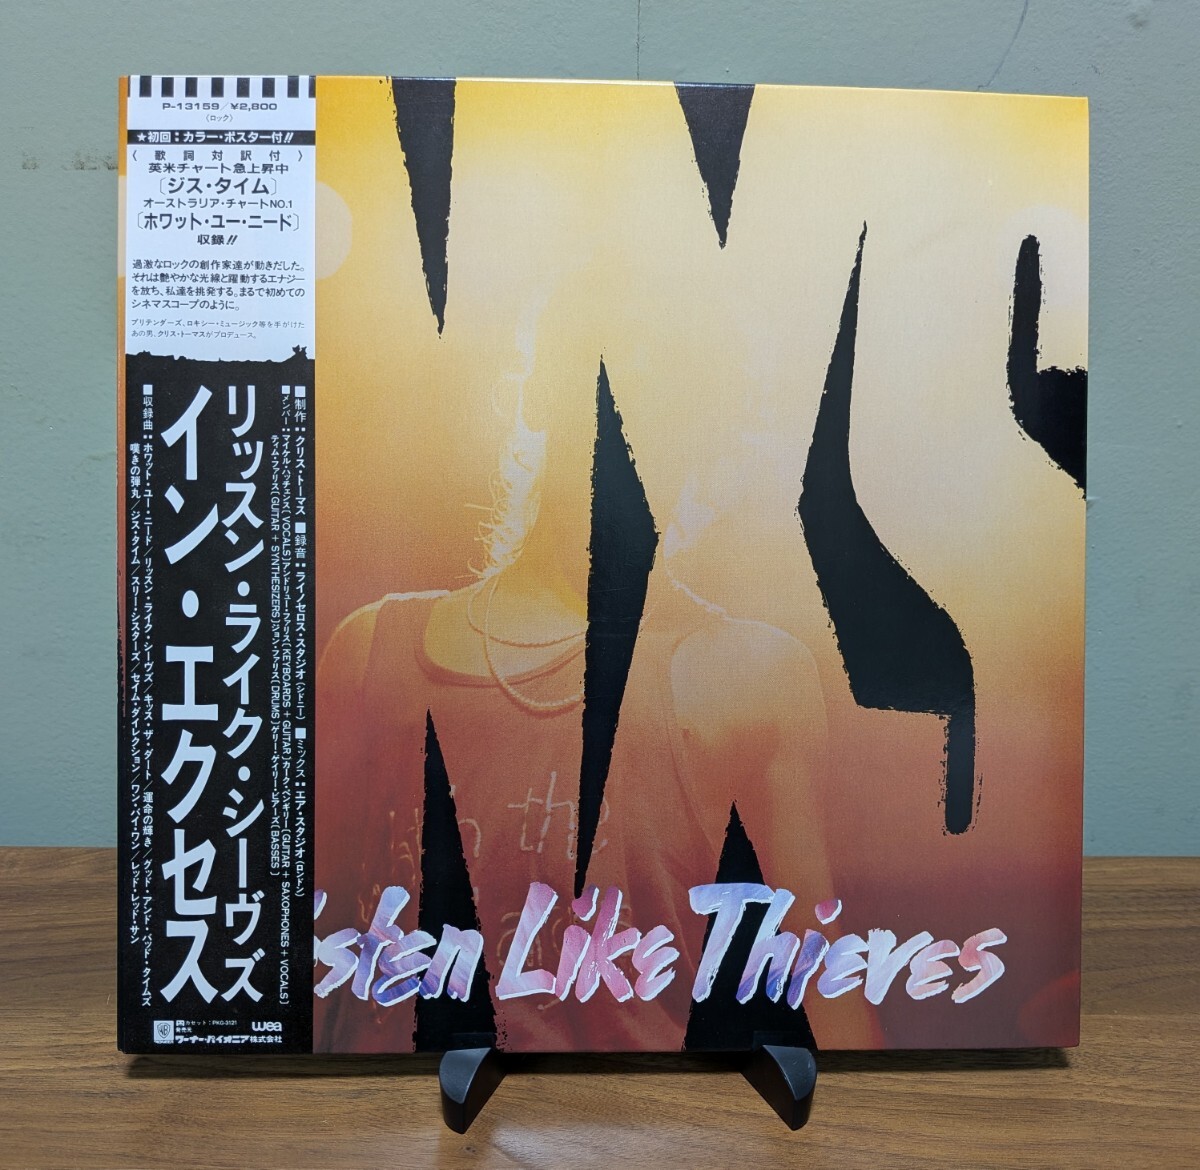 P-13159/¥2,800
(ロック)
★初回:カラー・ポスター付!!
〈歌詞対訳付〉
英米チャート急上昇中
[ジス・タイム]
オーストラリア・チャートNO.1
[ホワット・ユー・ニード]
収録!!
過激なロックの創作家達が動きだした。
それは艶やかな光線と躍動するエナジー
を放ち、私達を挑発する。まるで初めての
シネマスコープのように。
プリテンダーズ、ロキシー・ミュージック等を手がけた
あの男、クリス・トーマスがプロデュース。
■制作:クリス・トーマス ■録音:ライノセロス・スタジオ(シドニー) ■ミックス:エア・スタジオ(ロンドン)
■メンバー:マイケル・ハッチェンス[VOCALS]アンドリュー・ファリス[KEYBOARDS + GUITAR]カーク・ペンギリー[GUITAR + SAXOPHONES + VOCALS]
ティム・ファリス[GUITAR + SYNTHESIZERS]ジョン・ファリス[DRUMS]ゲリー・ゲイリー・ビアーズ[BASSES]
リッスン・ライク・シーヴズ
イン・エクセス
■収録曲:ホワット・ユー・ニード/リッスン・ライク・シーヴズ/キッス・ザ・ダート/運命の輝き/グッド・アンド・バッド・タイムズ
嘆きの弾丸/ジス・タイム/スリー・シスターズ/セイム・ダイレクション/ワン・バイ・ワン/レッド・レッド・サン
カセット:PKG-3121
発売元
wea
ワーナー・パイオニア株式会社
INXS
with the
isten Like Thieves